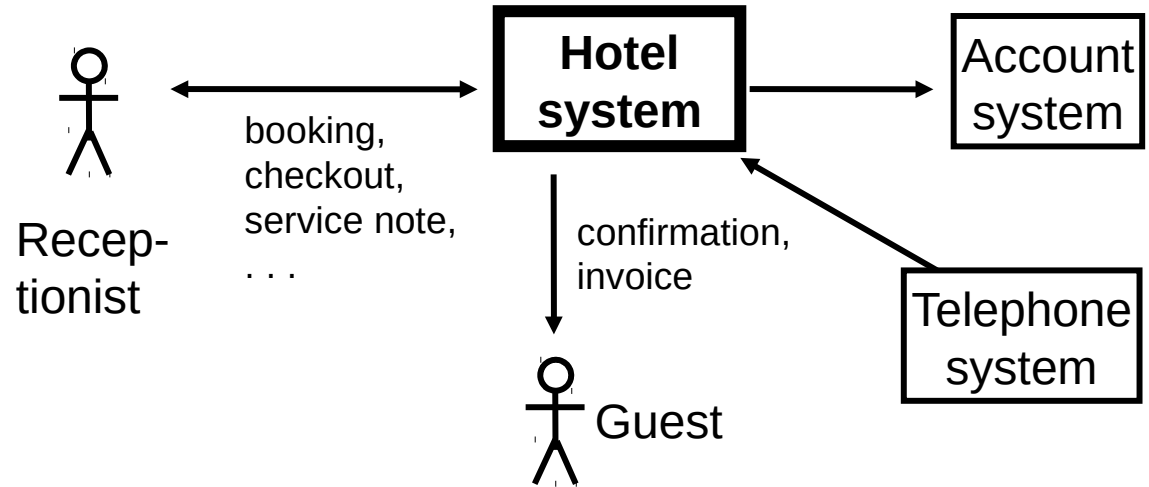 Hotel
system
Account
system
booking,
checkout,
service note,
. . .
Recep-
tionist
confirmation,
invoice
Telephone
system
Guest